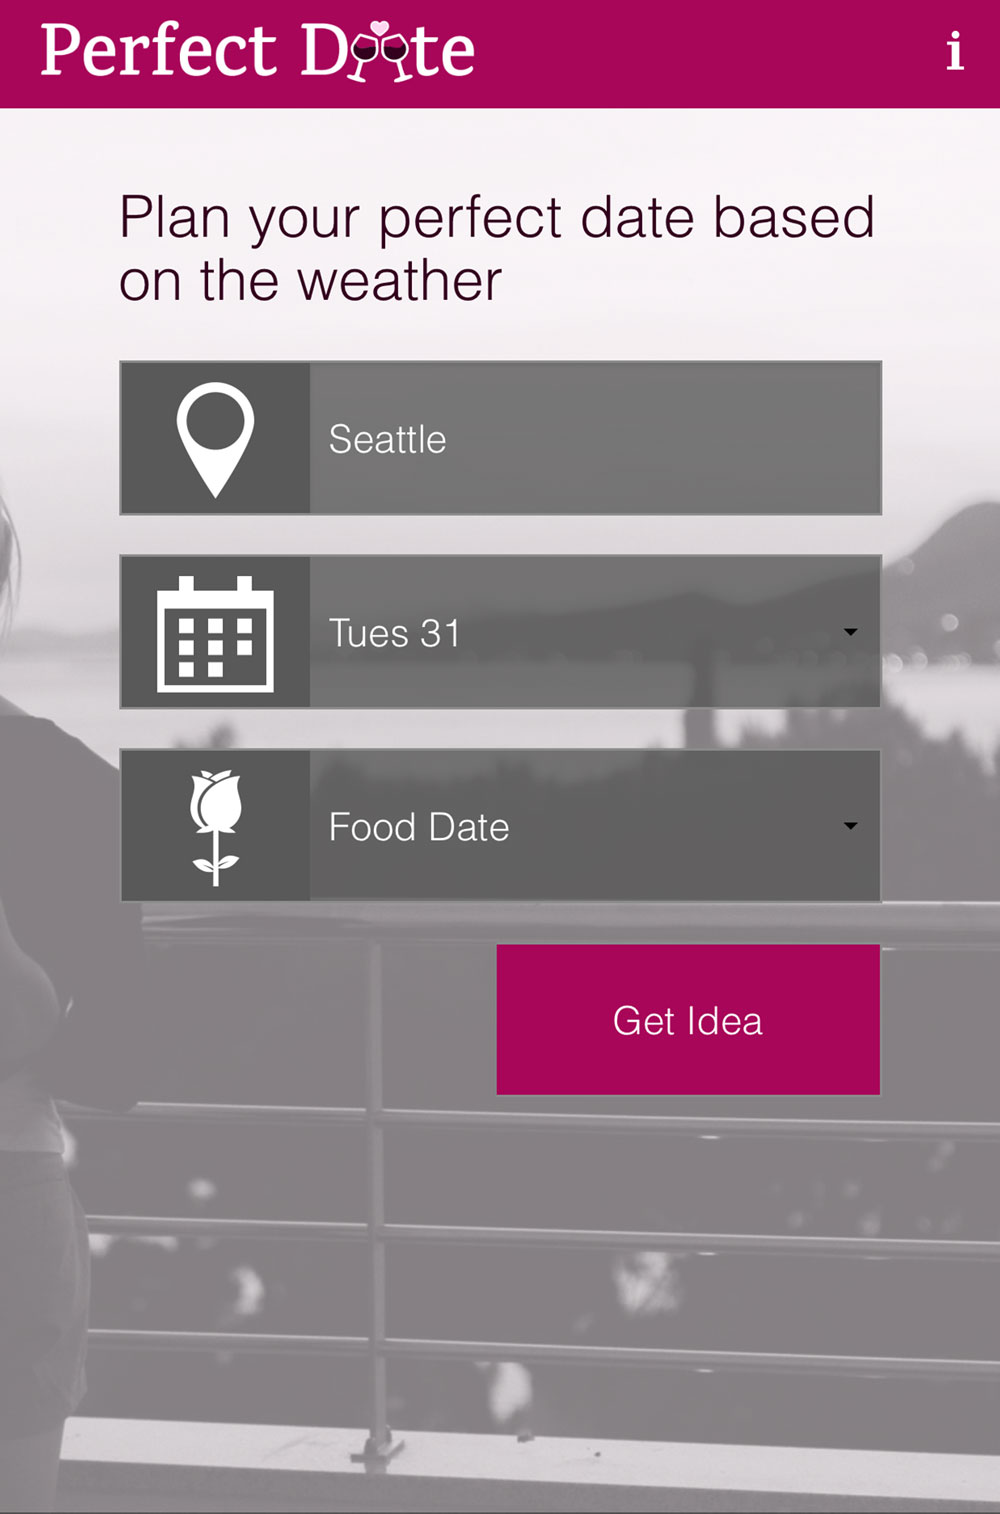 Perfect Date
i
Plan your perfect date based
on the weather
Seattle
Tues 31
Food Date
Get Idea